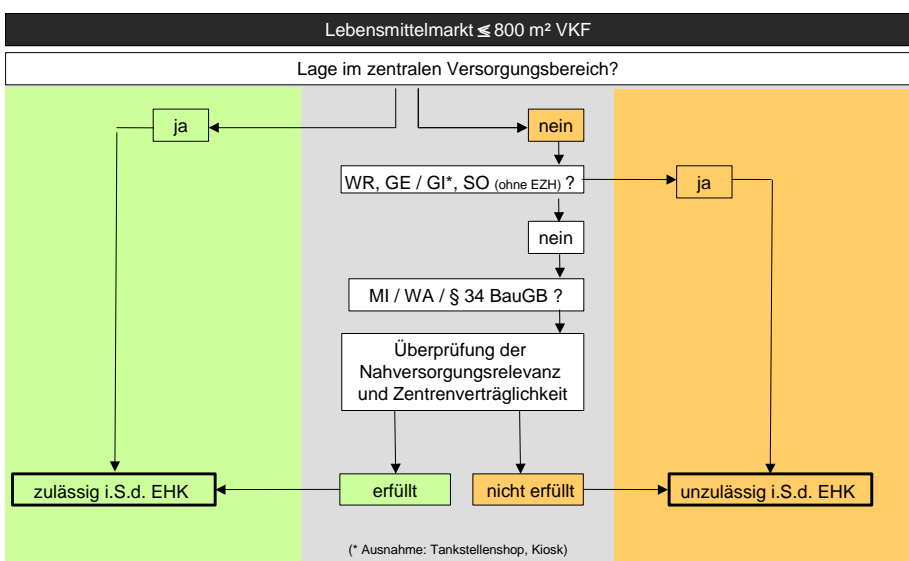 Lebensmittelmarkt ≤ 800 m² VKF
Lage im zentralen Versorgungsbereich?
ja
nein
WR, GE / GI*, SO (ohne EZH) ?
ja
nein
MI / WA / § 34 BauGB ?
Überprüfung der
Nahversorgungsrelevanz
und Zentrenverträglichkeit
zulässig i.S.d. EHK
erfüllt
nicht erfüllt
unzulässig i.S.d. EHK
(* Ausnahme: Tankstellenshop, Kiosk)